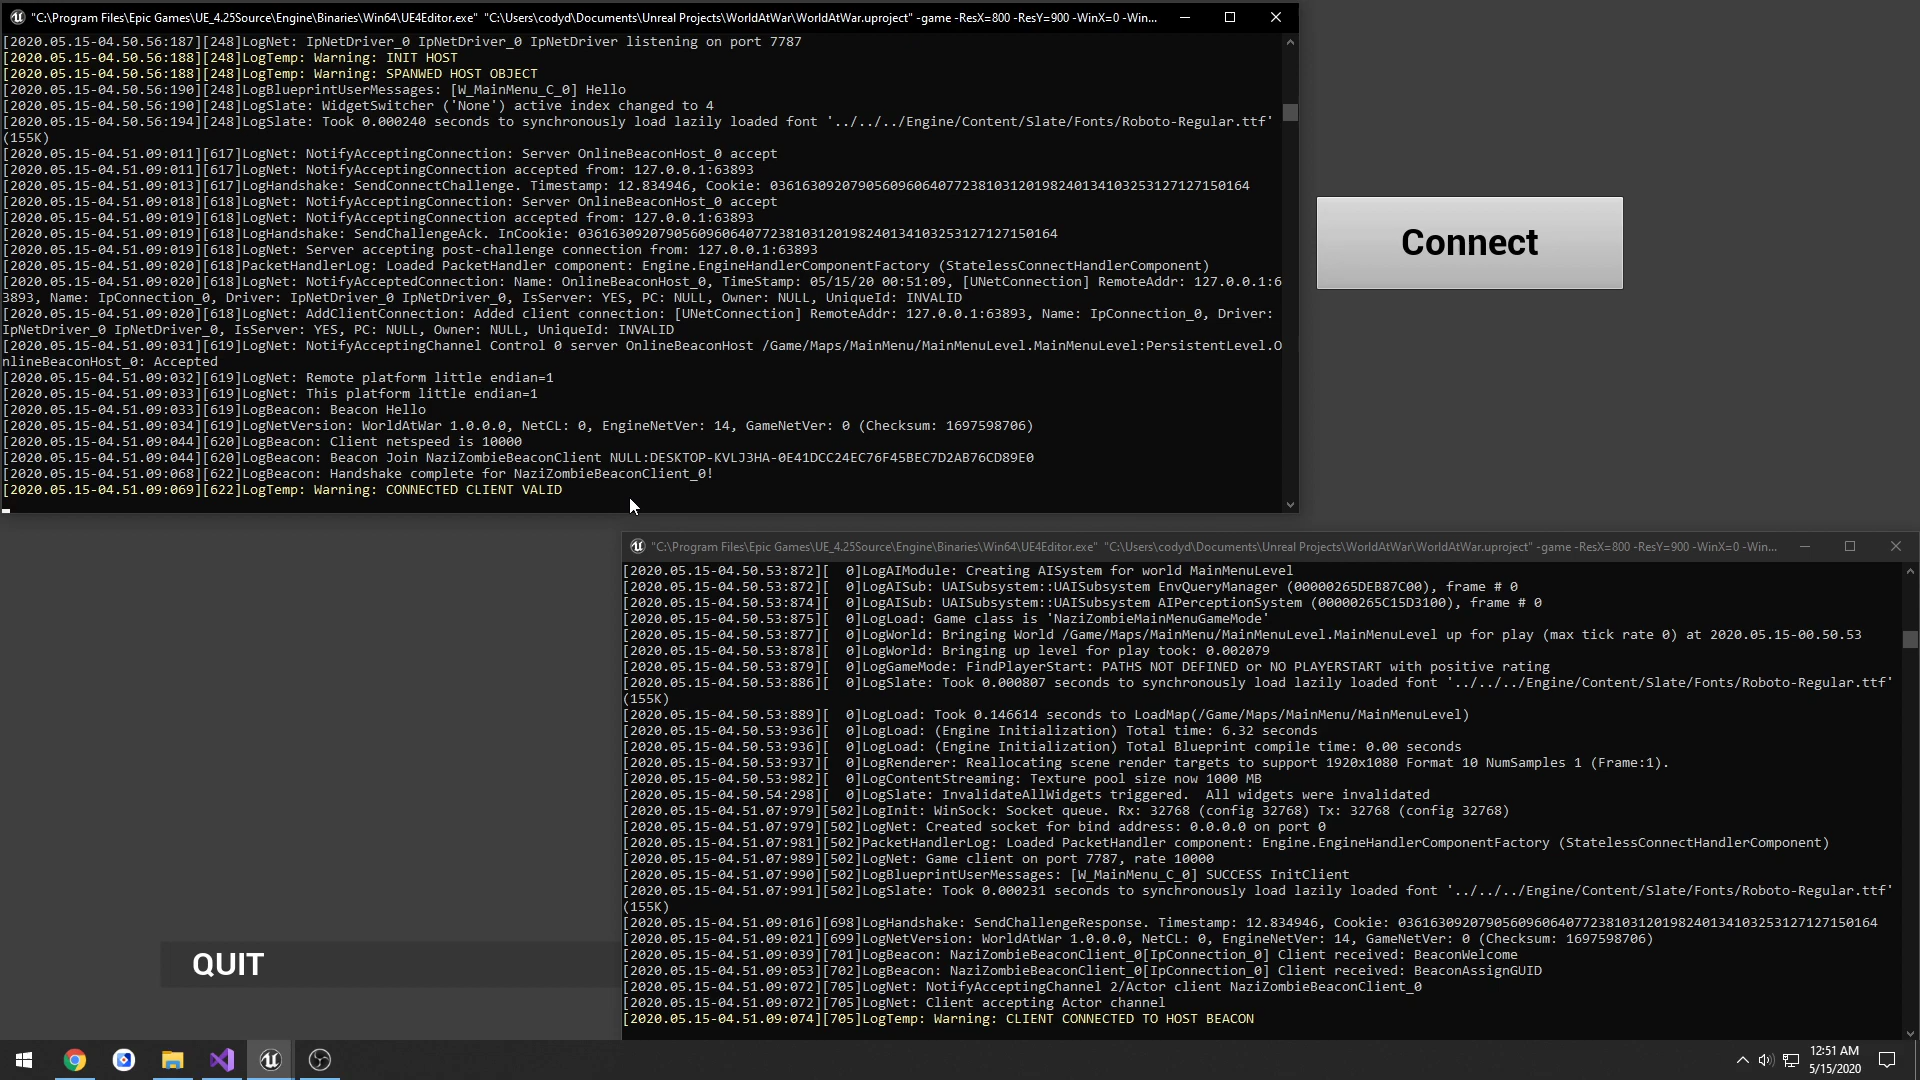 "C:\Program Files\Epic Games\UE_4.25Source\Engine\Binaries\Win64\UE4Editor.exe" "C:\Users\codyd\Documents\Unreal Projects\WorldAtWar\WorldAtWar.uproject" -game -ResX=800 -ResY=900 -WinX=0 -Win...
[2020.05.15-04.50.56:187][248]LogNet: IpNetDriver_0 IpNetDriver_0 IpNetDriver listening on port 7787
[2020.05.15-04.50.56:188][248]LogTemp: Warning: INIT HOST
[2020.05.15-04.50.56:188][248]LogTemp: Warning: SPANWED HOST OBJECT
[2020.05.15-04.50.56:190][248]LogBlueprintUserMessages: [W_MainMenu_C_0] Hello
[2020.05.15-04.50.56:190][248]LogSlate: WidgetSwitcher ('None') active index changed to 4
[2020.05.15-04.50.56:194][248]LogSlate: Took 0.000240 seconds to synchronously load lazily loaded font '../../../Engine/Content/Slate/Fonts/Roboto-Regular.ttf'
(155K)
[2020.05.15-04.51.09:011][617]LogNet: NotifyAcceptingConnection: Server OnlineBeaconHost_0 accept
[2020.05.15-04.51.09:011][617]LogNet: NotifyAcceptingConnection accepted from: 127.0.0.1:63893
[2020.05.15-04.51.09:013][617]LogHandshake: SendConnectChallenge. Timestamp: 12.834946, Cookie: 036163092079056096064077238103120198240134103253127127150164
[2020.05.15-04.51.09:018][618]LogNet: NotifyAcceptingConnection: Server OnlineBeaconHost_0 accept
[2020.05.15-04.51.09:019][618]LogNet: NotifyAcceptingConnection accepted from: 127.0.0.1:63893
[2020.05.15-04.51.09:019][618]LogHandshake: SendChallengeAck. InCookie: 036163092079056096064077238103120198240134103253127127150164
[2020.05.15-04.51.09:019][618]LogNet: Server accepting post-challenge connection from: 127.0.0.1:63893
[2020.05.15-04.51.09:020][618]PacketHandlerLog: Loaded PacketHandler component: Engine.EngineHandlerComponentFactory (StatelessConnectHandlerComponent)
[2020.05.15-04.51.09:020][618]LogNet: NotifyAcceptedConnection: Name: OnlineBeaconHost_0, TimeStamp: 05/15/20 00:51:09, [UNetConnection] RemoteAddr: 127.0.0.1:6
3893, Name: IpConnection_0, Driver: IpNetDriver_0 IpNetDriver_0, IsServer: YES, PC: NULL, Owner: NULL, UniqueId: INVALID
[2020.05.15-04.51.09:020][618]LogNet: AddClientConnection: Added client connection: [UNetConnection] RemoteAddr: 127.0.0.1:63893, Name: IpConnection_0, Driver:
IpNetDriver_0 IpNetDriver_0, IsServer: YES, PC: NULL, Owner: NULL, UniqueId: INVALID
[2020.05.15-04.51.09:031][619]LogNet: NotifyAcceptingChannel Control 0 server OnlineBeaconHost /Game/Maps/MainMenu/MainMenuLevel.MainMenuLevel:PersistentLevel.O
nlineBeaconHost_0: Accepted
[2020.05.15-04.51.09:032][619]LogNet: Remote platform little endian=1
[2020.05.15-04.51.09:033][619]LogNet: This platform little endian=1
[2020.05.15-04.51.09:033][619]LogBeacon: Beacon Hello
[2020.05.15-04.51.09:034][619]LogNetVersion: WorldAtWar 1.0.0.0, NetCL: 0, EngineNetVer: 14, GameNetVer: 0 (Checksum: 1697598706)
[2020.05.15-04.51.09:044][620]LogBeacon: Client netspeed is 10000
[2020.05.15-04.51.09:044][620]LogBeacon: Beacon Join NaziZombieBeaconClient NULL:DESKTOP-KVLJ3HA-0E41DCC24EC76F45BEC7D2AB76CD89E0
[2020.05.15-04.51.09:068][622]LogBeacon: Handshake complete for NaziZombieBeaconClient_0!
[2020.05.15-04.51.09:069][622]LogTemp: Warning: CONNECTED CLIENT VALID
Connect
"C:\Program Files\Epic Games\UE_4.25Source\Engine\Binaries\Win64\UE4Editor.exe" "C:\Users\codyd\Documents\Unreal Projects\WorldAtWar\WorldAtWar.uproject" -game -ResX=800 -ResY=900 -WinX=0 -Win...
[2020.05.15-04.50.53:872][  0]LogAIModule: Creating AISystem for world MainMenuLevel
[2020.05.15-04.50.53:872][  0]LogAISub: UAISubsystem::UAISubsystem EnvQueryManager (00000265DEB87C00), frame # 0
[2020.05.15-04.50.53:874][  0]LogAISub: UAISubsystem::UAISubsystem AIPerceptionSystem (00000265C15D3100), frame # 0
[2020.05.15-04.50.53:875][  0]LogLoad: Game class is 'NaziZombieMainMenuGameMode'
[2020.05.15-04.50.53:877][  0]LogWorld: Bringing World /Game/Maps/MainMenu/MainMenuLevel.MainMenuLevel up for play (max tick rate 0) at 2020.05.15-00.50.53
[2020.05.15-04.50.53:878][  0]LogWorld: Bringing up level for play took: 0.002079
[2020.05.15-04.50.53:879][  0]LogGameMode: FindPlayerStart: PATHS NOT DEFINED or NO PLAYERSTART with positive rating
[2020.05.15-04.50.53:886][  0]LogSlate: Took 0.000807 seconds to synchronously load lazily loaded font '../../../Engine/Content/Slate/Fonts/Roboto-Regular.ttf'
(155K)
[2020.05.15-04.50.53:889][  0]LogLoad: Took 0.146614 seconds to LoadMap(/Game/Maps/MainMenu/MainMenuLevel)
[2020.05.15-04.50.53:936][  0]LogLoad: (Engine Initialization) Total time: 6.32 seconds
[2020.05.15-04.50.53:936][  0]LogLoad: (Engine Initialization) Total Blueprint compile time: 0.00 seconds
[2020.05.15-04.50.53:937][  0]LogRenderer: Reallocating scene render targets to support 1920x1080 Format 10 NumSamples 1 (Frame:1).
[2020.05.15-04.50.53:982][  0]LogContentStreaming: Texture pool size now 1000 MB
[2020.05.15-04.50.54:298][  0]LogSlate: InvalidateAllWidgets triggered.  All widgets were invalidated
[2020.05.15-04.51.07:979][502]LogInit: WinSock: Socket queue. Rx: 32768 (config 32768) Tx: 32768 (config 32768)
[2020.05.15-04.51.07:979][502]LogNet: Created socket for bind address: 0.0.0.0 on port 0
[2020.05.15-04.51.07:981][502]PacketHandlerLog: Loaded PacketHandler component: Engine.EngineHandlerComponentFactory (StatelessConnectHandlerComponent)
[2020.05.15-04.51.07:989][502]LogNet: Game client on port 7787, rate 10000
[2020.05.15-04.51.07:990][502]LogBlueprintUserMessages: [W_MainMenu_C_0] SUCCESS InitClient
[2020.05.15-04.51.07:991][502]LogSlate: Took 0.000231 seconds to synchronously load lazily loaded font '../../../Engine/Content/Slate/Fonts/Roboto-Regular.ttf'
(155K)
[2020.05.15-04.51.09:016][698]LogHandshake: SendChallengeResponse. Timestamp: 12.834946, Cookie: 036163092079056096064077238103120198240134103253127127150164
[2020.05.15-04.51.09:021][699]LogNetVersion: WorldAtWar 1.0.0.0, NetCL: 0, EngineNetVer: 14, GameNetVer: 0 (Checksum: 1697598706)
[2020.05.15-04.51.09:039][701]LogBeacon: NaziZombieBeaconClient_0[IpConnection_0] Client received: BeaconWelcome
[2020.05.15-04.51.09:053][702]LogBeacon: NaziZombieBeaconClient_0[IpConnection_0] Client received: BeaconAssignGUID
[2020.05.15-04.51.09:072][705]LogNet: NotifyAcceptingChannel 2/Actor client NaziZombieBeaconClient_0
[2020.05.15-04.51.09:072][705]LogNet: Client accepting Actor channel
[2020.05.15-04.51.09:074][705]LogTemp: Warning: CLIENT CONNECTED TO HOST BEACON
QUIT
12:51 AM
5/15/2020